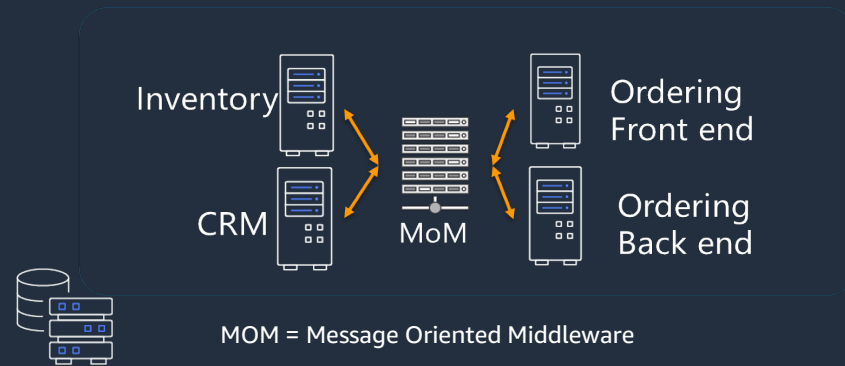 Inventory
CRM
MoM
Ordering
Front end
Ordering
Back end
MOM = Message Oriented Middleware